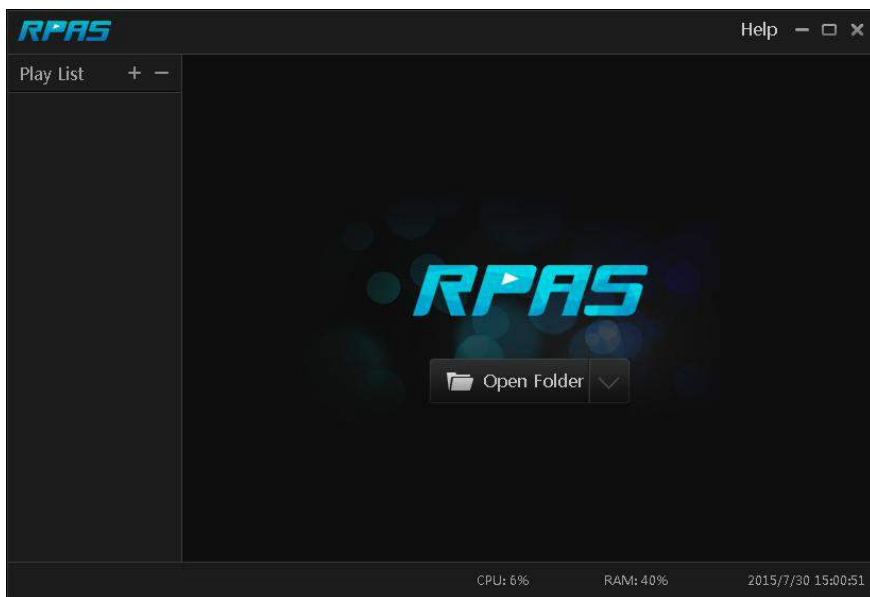 RPAS
Help
Play List
RPAS
Open Folder
CPU: 6% RAM: 40% 2015/7/30 15:00:51